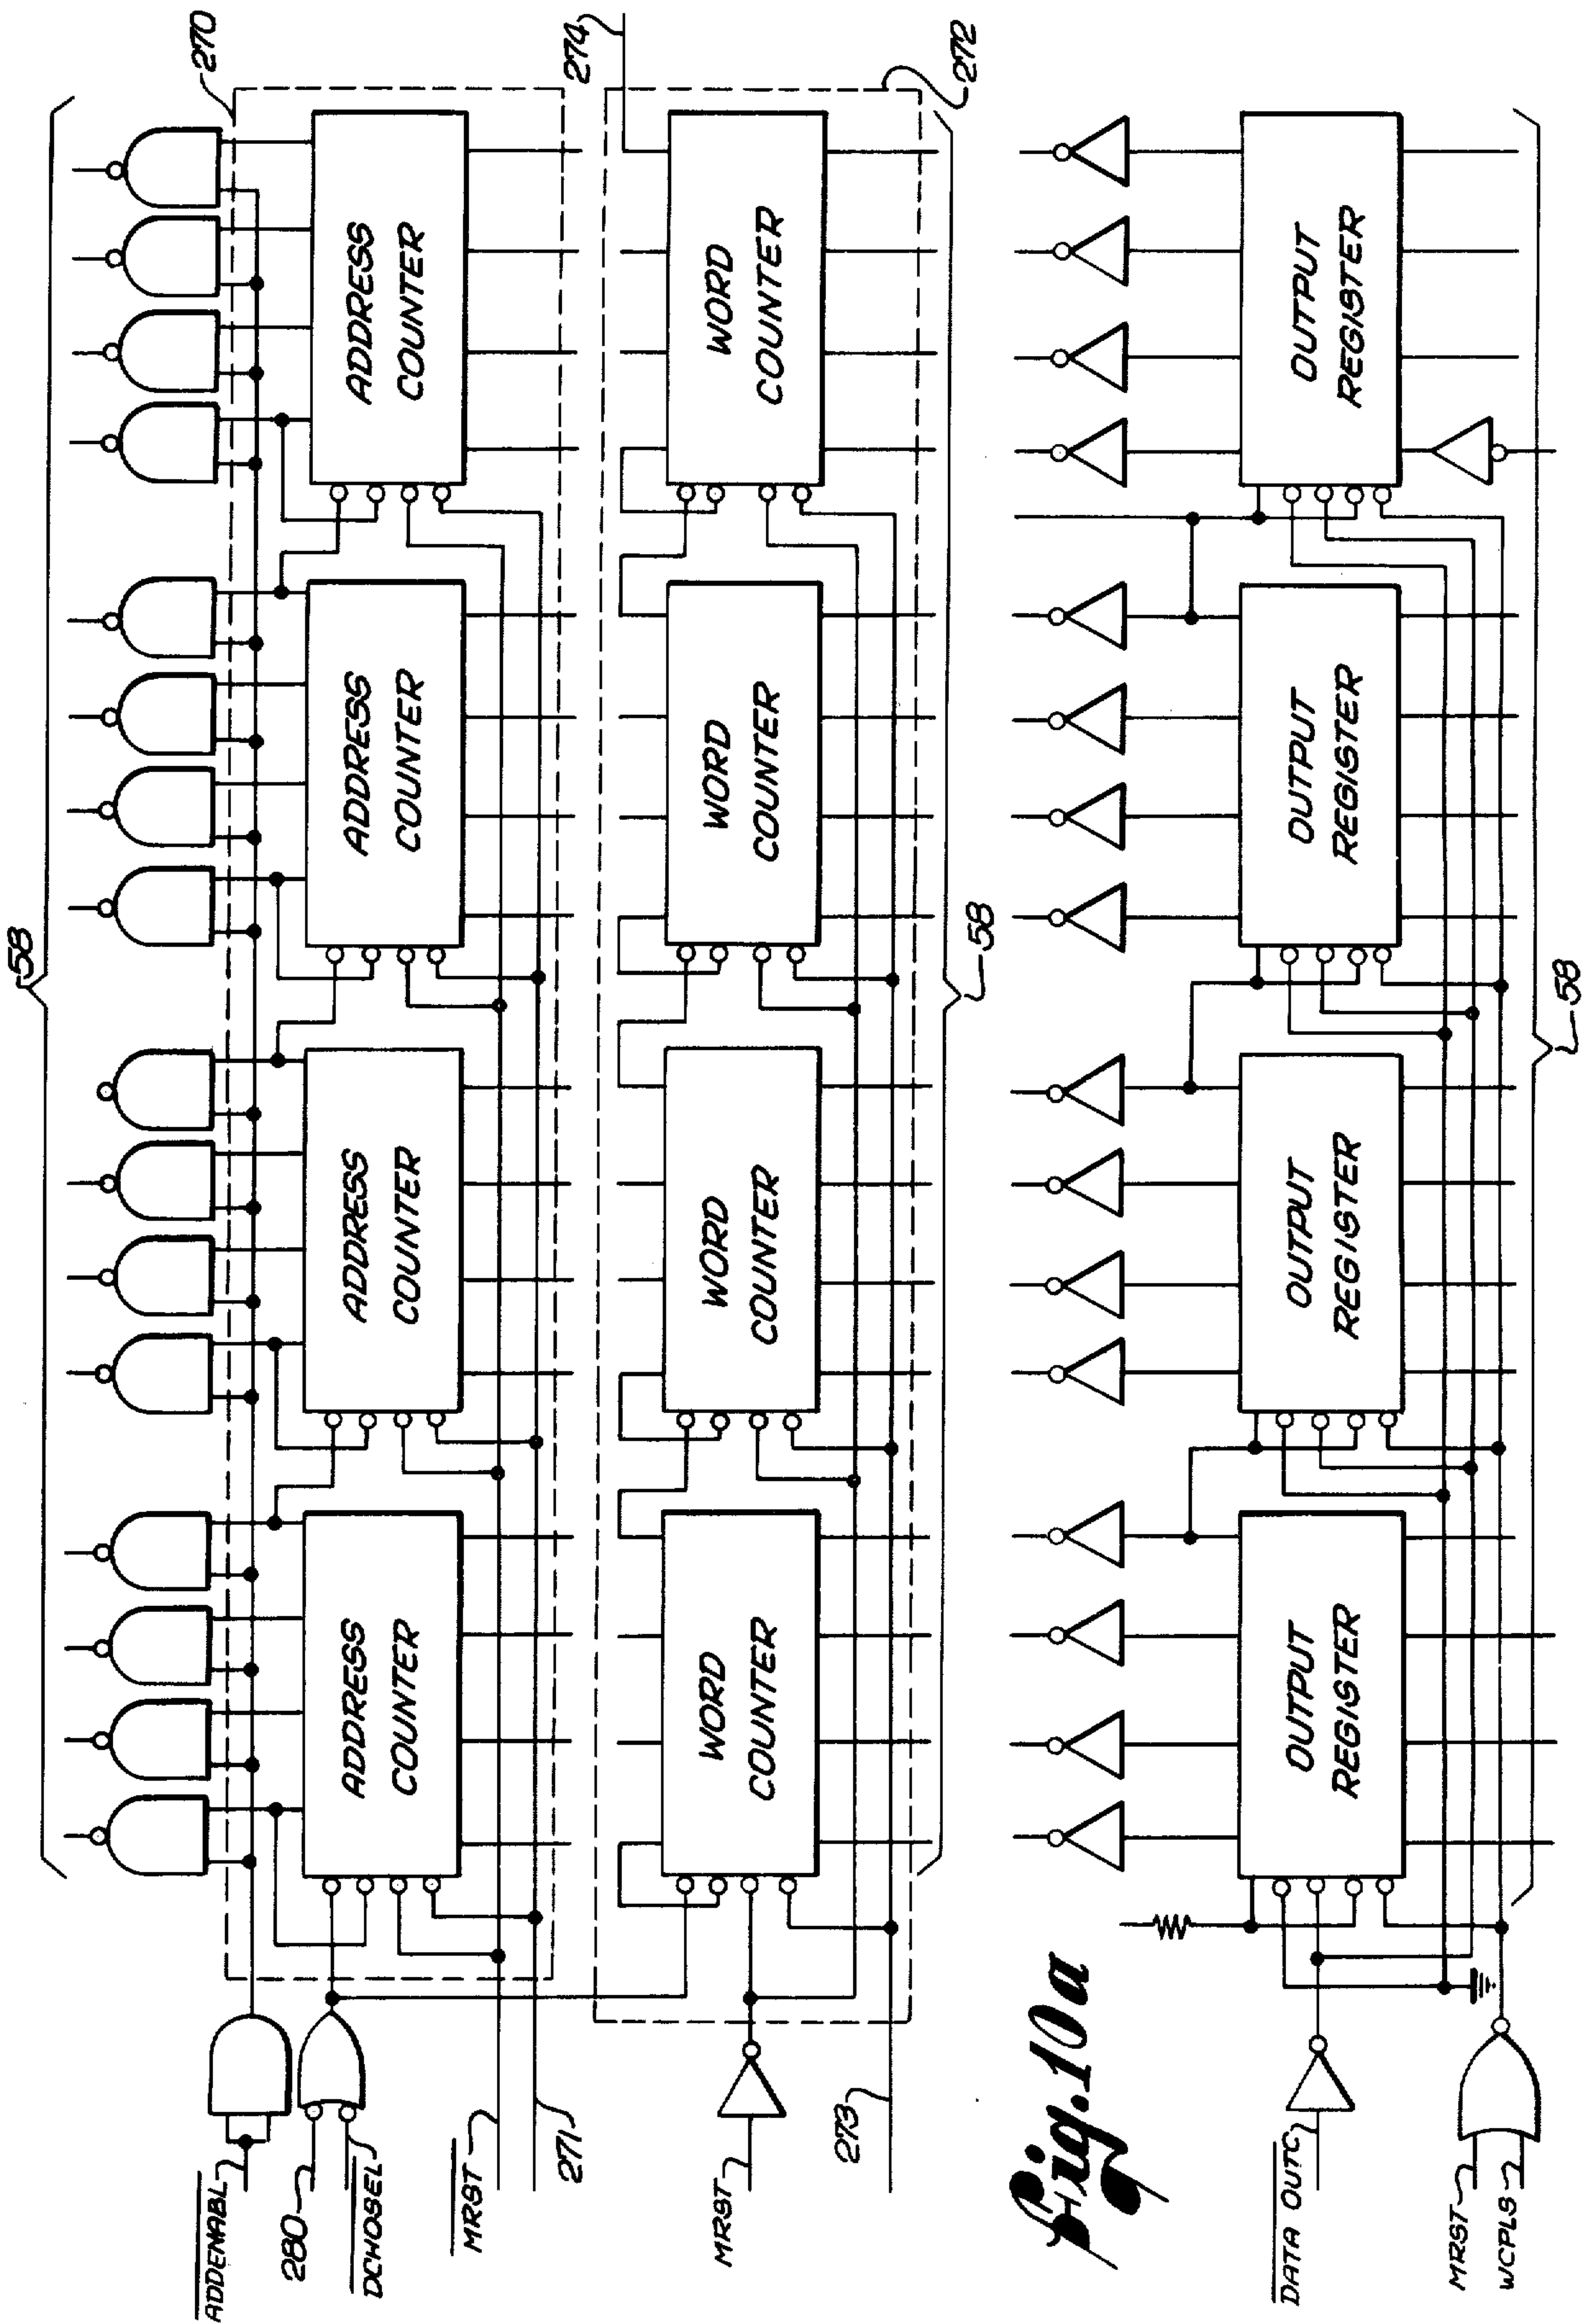 58
270
ADDRESS
COUNTER
ADDRESS
COUNTER
ADDRESS
COUNTER
ADDRESS
COUNTER
ADDENABL
280
DCHOSEL
MRST
271
274
WORD
COUNTER
WORD
COUNTER
WORD
COUNTER
WORD
COUNTER
MRST
273
272
58
OUTPUT
REGISTER
OUTPUT
REGISTER
OUTPUT
REGISTER
OUTPUT
REGISTER
DATA OUTC
MRST
WCPLS
58
Fig. 10a